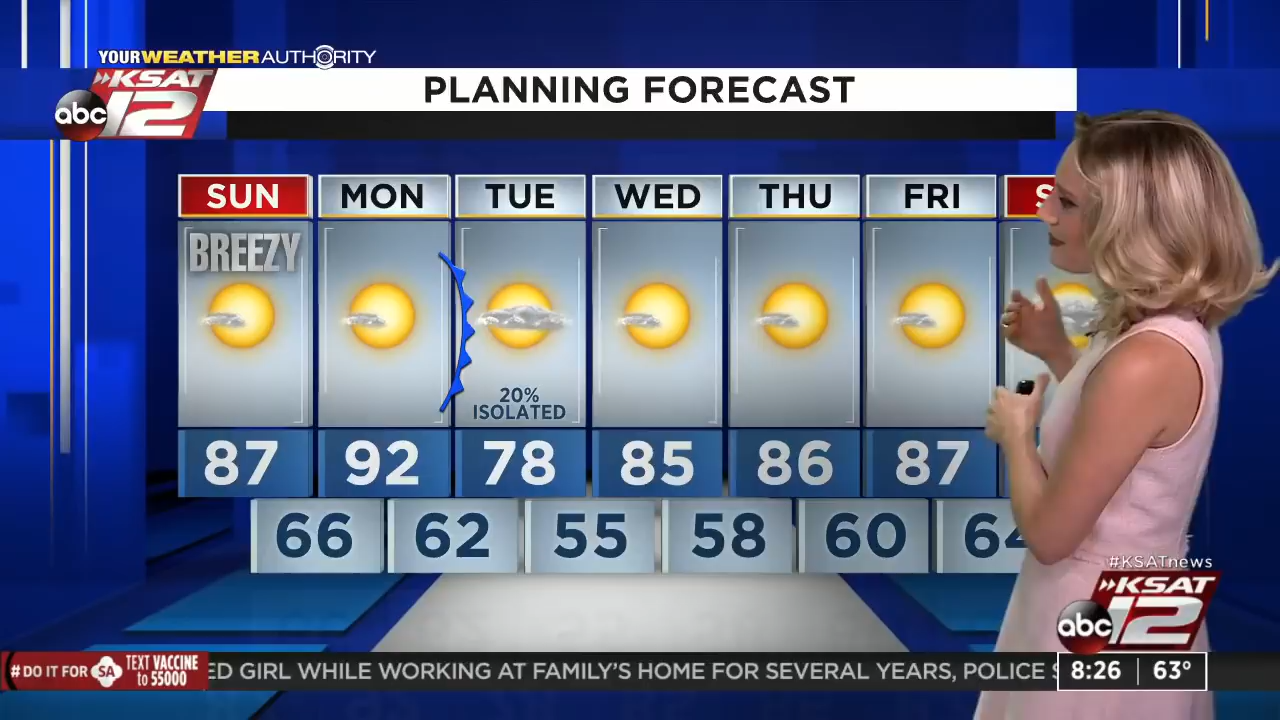 YOURWEATHERAUTHORITY
KSAT
abc 12
PLANNING FORECAST
SUN MON TUE WED THU FRI S
BREEZY
20%
ISOLATED
87 92 78 85 86 87
66 62 55 58 60 64
#KSATnews
KSAT
abc 12
#DO IT FOR SA TEXT VACCINE
to 55000
ED GIRL WHILE WORKING AT FAMILY'S HOME FOR SEVERAL YEARS, POLICE S
8:26 63°